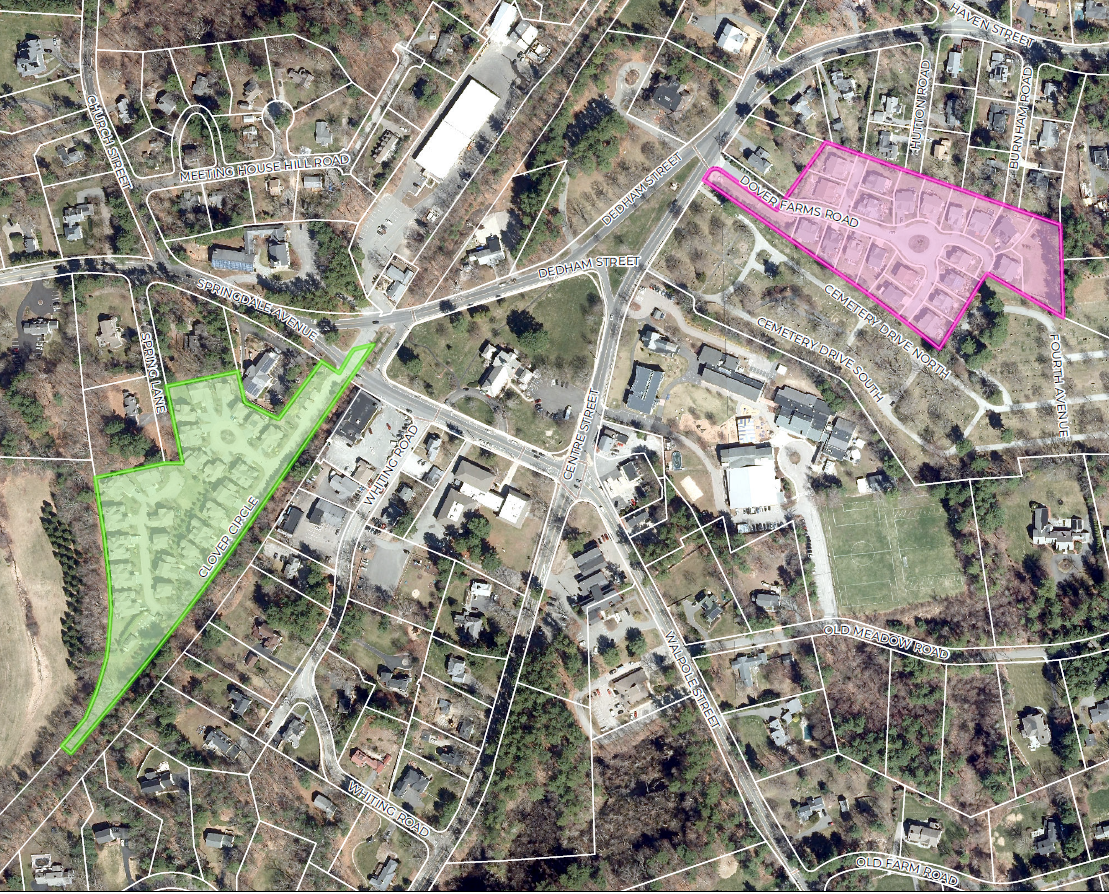 HAVEN STREET
CHURCH STREET
HUTTON ROAD
BURNHAM ROAD
MEETING HOUSE HILL ROAD
DEDHAM STREET
DOVER FARMS ROAD
DEDHAM STREET
SPRINGDALE AVENUE
CEMETERY DRIVE NORTH
CEMETERY DRIVE SOUTH
SPRING LANE
FOURTH AVENUE
CENTRE STREET
WHITING ROAD
CLOVER CIRCLE
OLD MEADOW ROAD
WALPOLE STREET
WHITING ROAD
OLD FARM ROAD